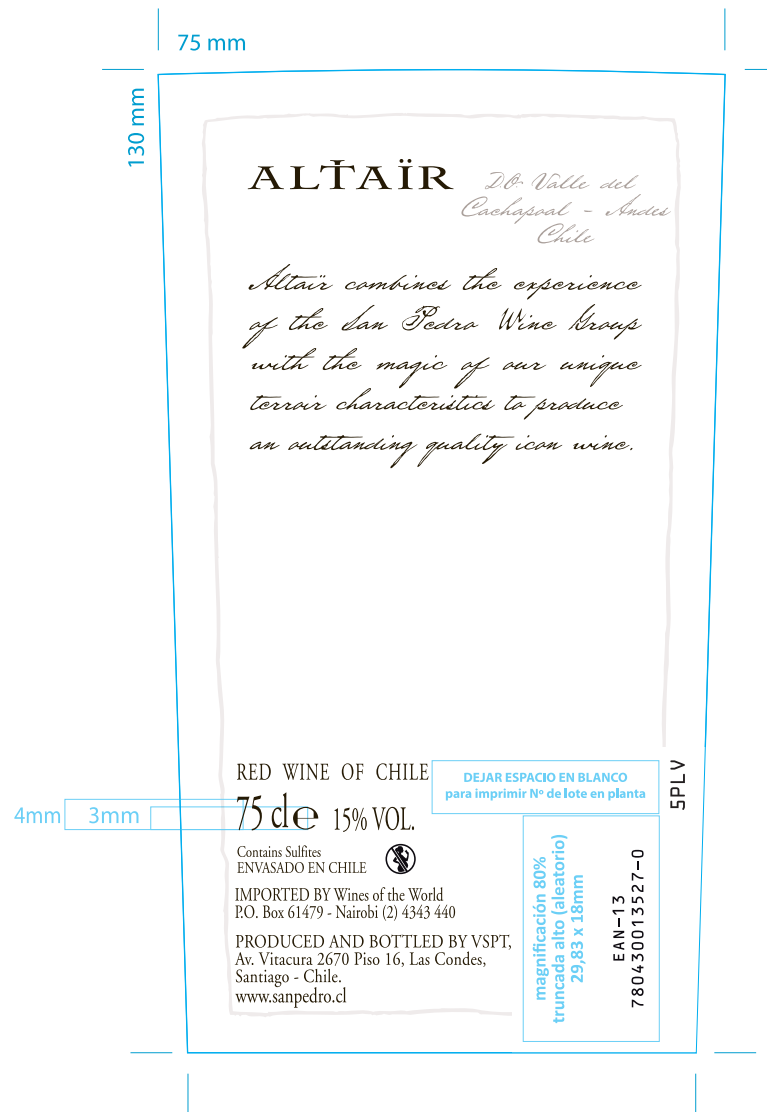 75 mm
130 mm
ALTAÏR
D.O. Valle del
Cachapoal - Andes
Chile
Altaïr combines the experience
of the San Pedro Wine Group
with the magic of our unique
terroir characteristics to produce
an outstanding quality icon wine.
RED WINE OF CHILE
DEJAR ESPACIO EN BLANCO
para imprimir Nº de lote en planta
5PLV
4mm
3mm
75 cl e 15% VOL.
Contains Sulfites
ENVASADO EN CHILE
IMPORTED BY Wines of the World
P.O. Box 61479 - Nairobi (2) 4343 440
PRODUCED AND BOTTLED BY VSPT,
Av. Vitacura 2670 Piso 16, Las Condes,
Santiago - Chile.
www.sanpedro.cl
magnificación 80%
truncada alto (aleatorio)
29,83 x 18mm
EAN-13
780430013527-0